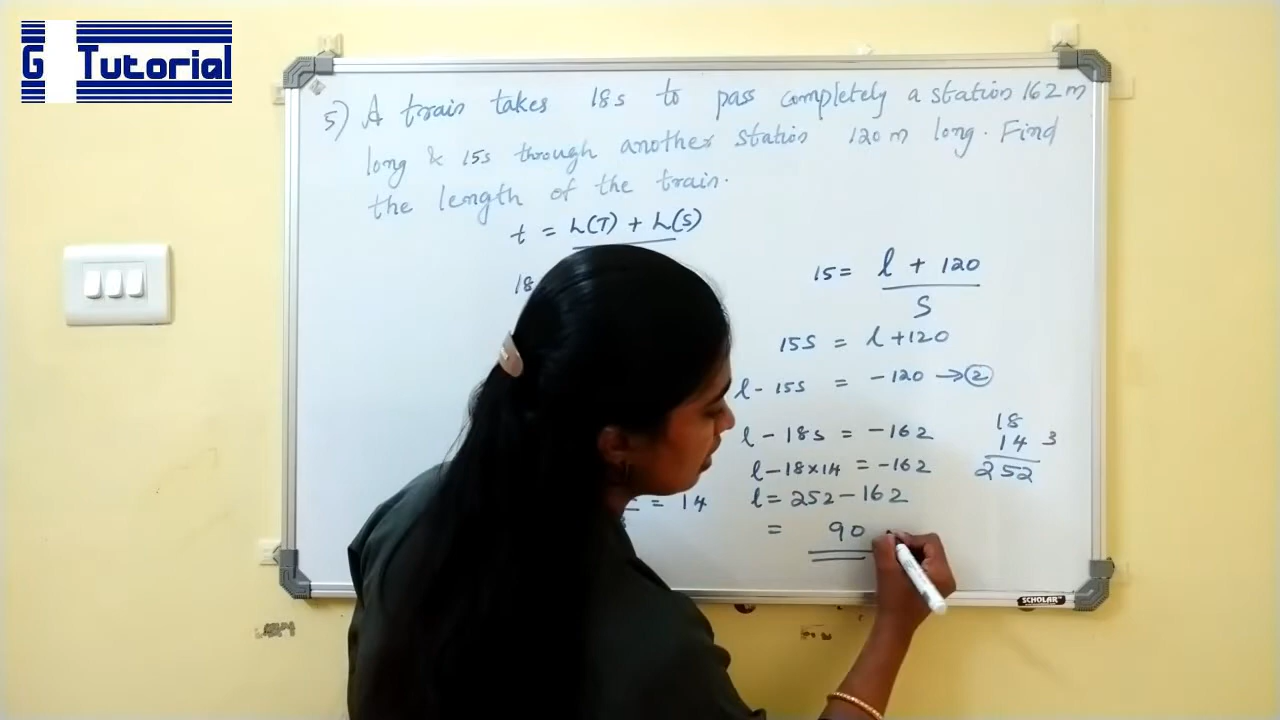 G Tutorial
5) A train takes 18s to pass completely a station 162 m
long & 15s through another station 120 m long. Find
the length of the train.
t = L(T) + L(S)
18
15 = l + 120
S
15S = l + 120
l - 15S = -120 → 2
l - 18s = -162
l - 18 × 14 = -162
l = 252 - 162
= 90
= 14
18
14 3
252
SCHOLAR